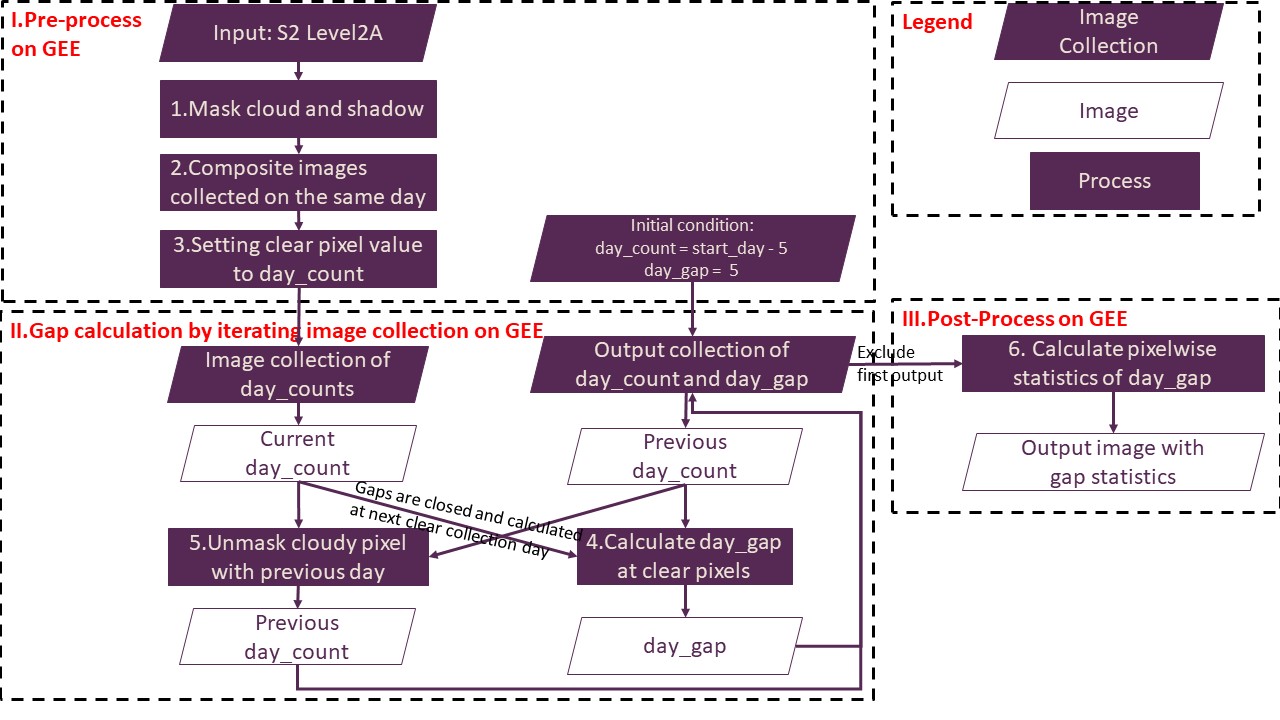 I.Pre-process
on GEE
Input: S2 Level2A
1.Mask cloud and shadow
2.Composite images
collected on the same day
3.Setting clear pixel value
to day_count
Initial condition:
day_count = start_day - 5
day_gap = 5
Legend
Image
Collection
Image
Process
II.Gap calculation by iterating image collection on GEE
Image collection of
day_counts
Current
day_count
Output collection of
day_count and day_gap
Previous
day_count
Gaps are closed and calculated
at next clear collection day
5.Unmask cloudy pixel
with previous day
4.Calculate day_gap
at clear pixels
Previous
day_count
day_gap
Exclude
first output
III.Post-Process on GEE
6. Calculate pixelwise
statistics of day_gap
Output image with
gap statistics